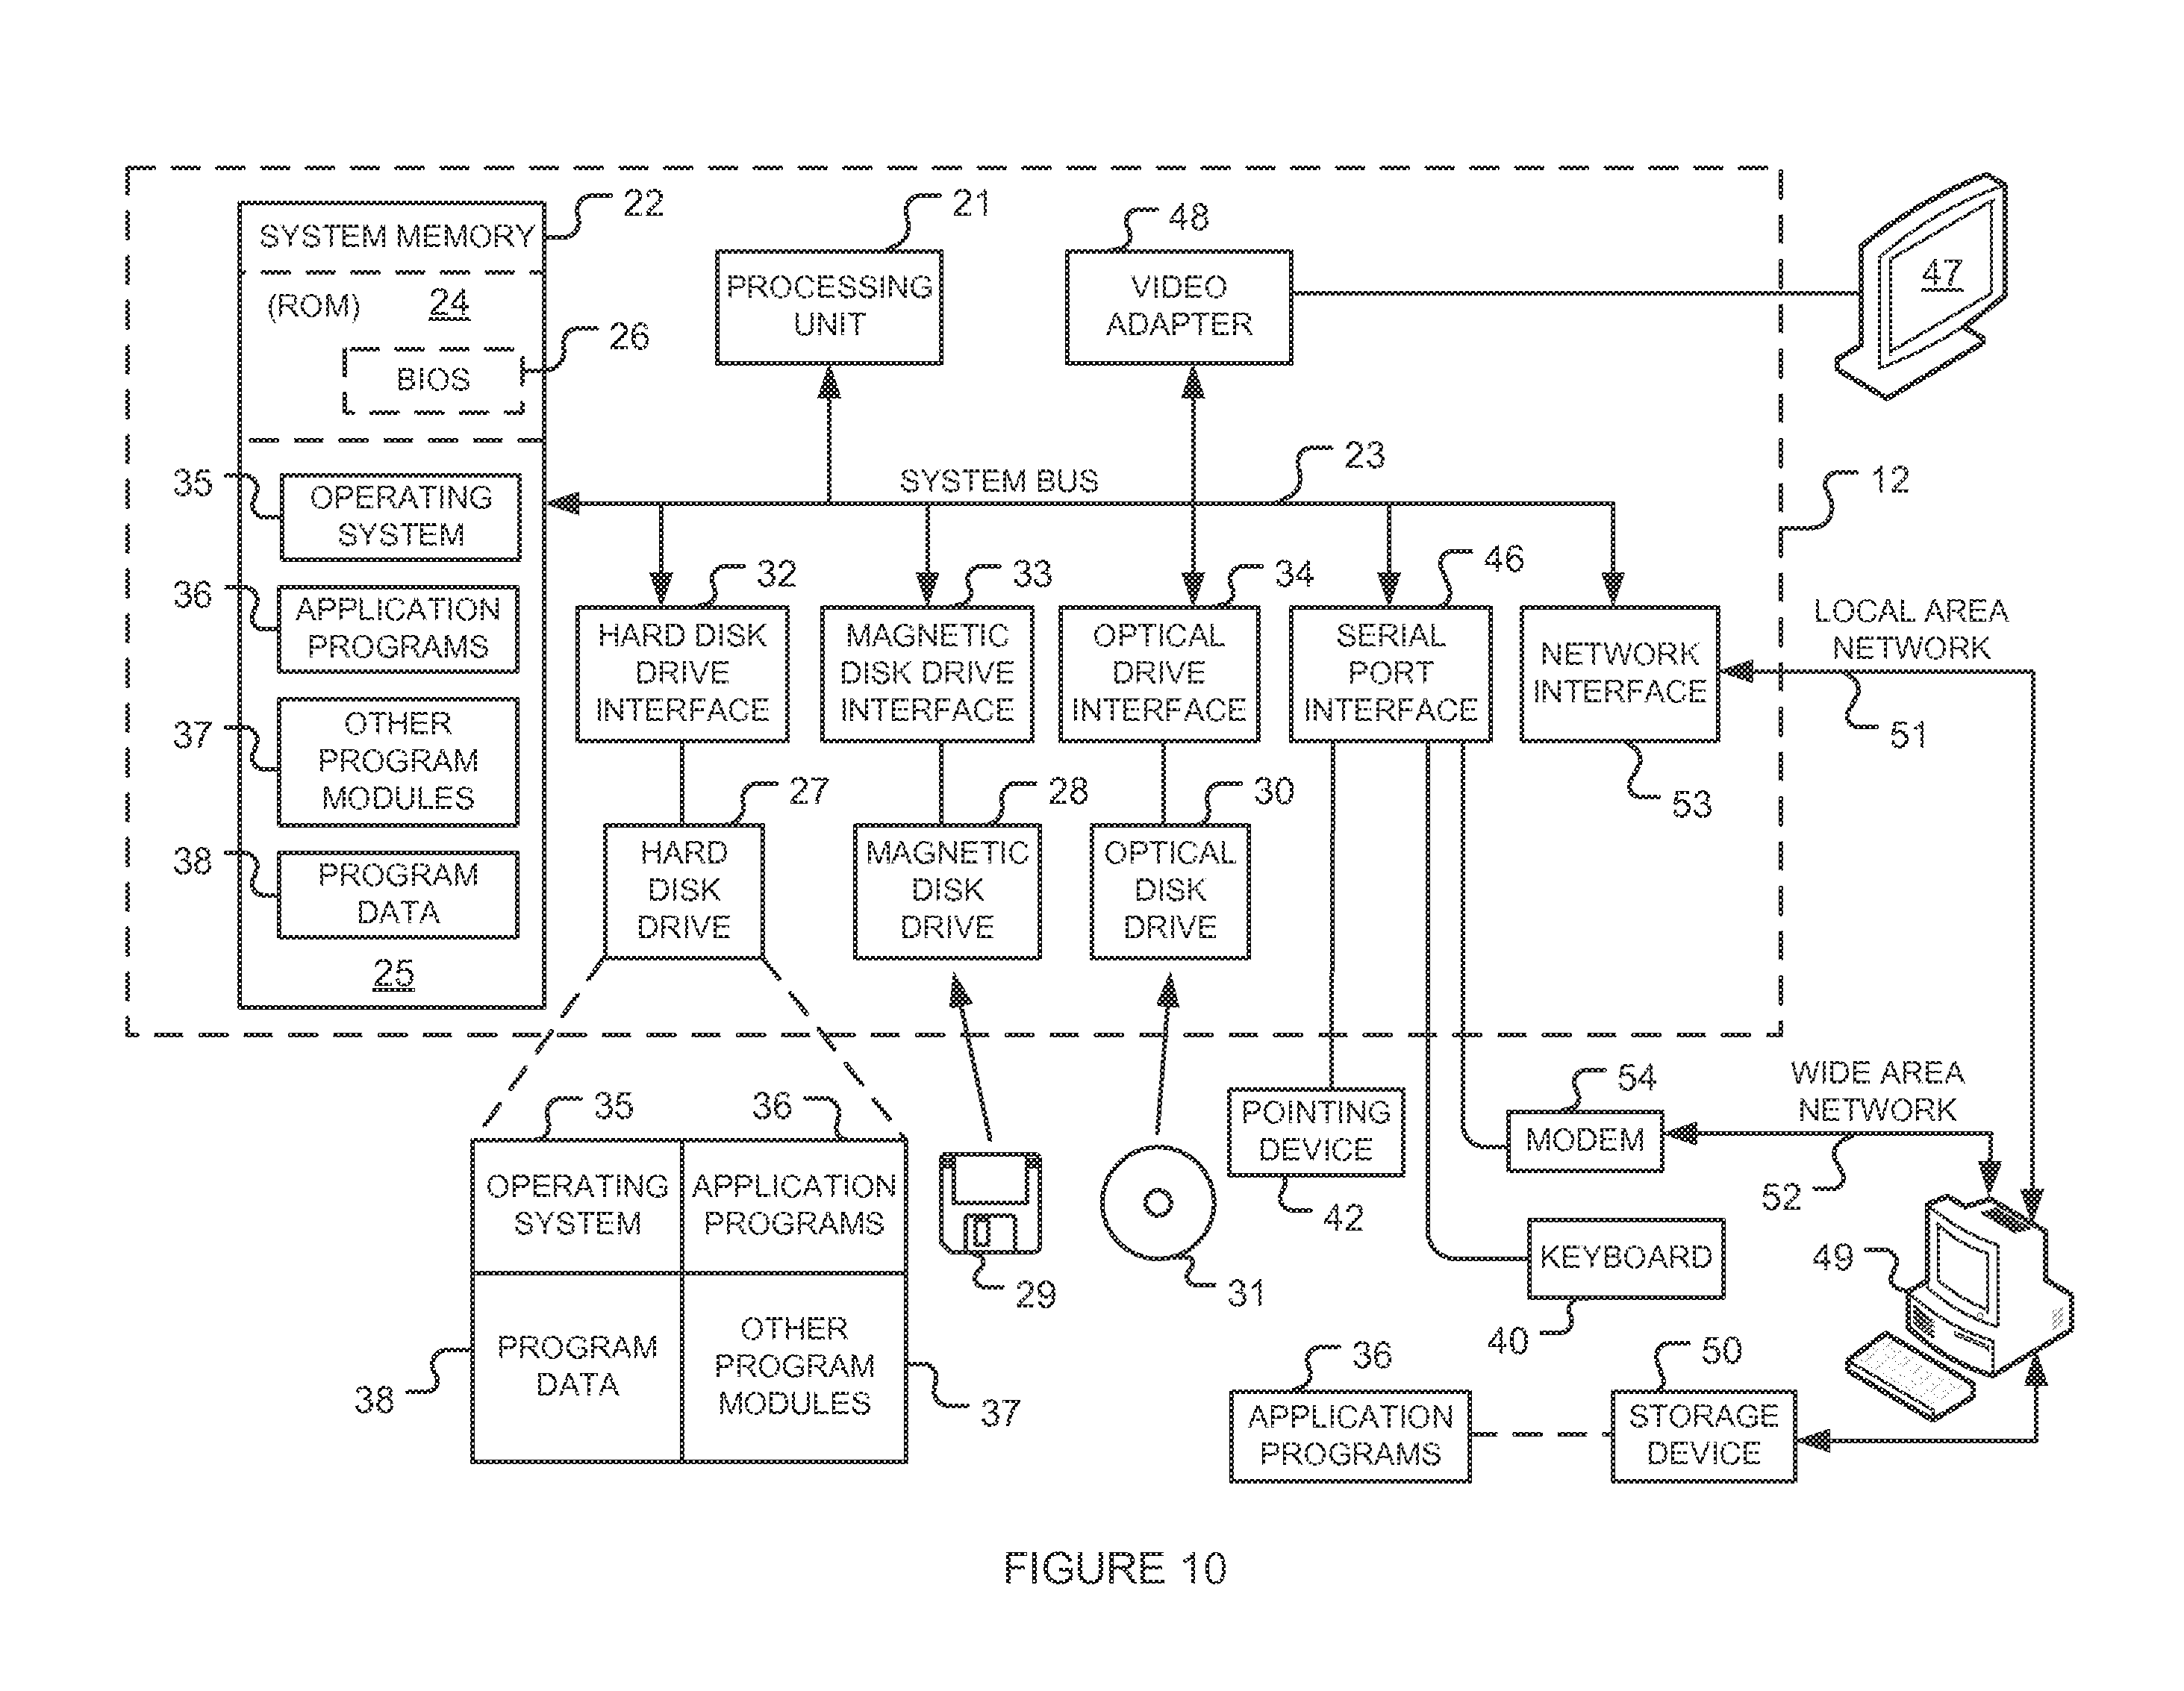 SYSTEM MEMORY
22
(ROM)
24
BIOS
26
35
OPERATING
SYSTEM
36
APPLICATION
PROGRAMS
37
OTHER
PROGRAM
MODULES
38
PROGRAM
DATA
25
21
PROCESSING
UNIT
48
VIDEO
ADAPTER
47
SYSTEM BUS
23
12
32
HARD DISK
DRIVE
INTERFACE
33
MAGNETIC
DISK DRIVE
INTERFACE
34
OPTICAL
DRIVE
INTERFACE
46
SERIAL
PORT
INTERFACE
NETWORK
INTERFACE
53
LOCAL AREA
NETWORK
51
27
HARD
DISK
DRIVE
28
MAGNETIC
DISK
DRIVE
30
OPTICAL
DISK
DRIVE
35
OPERATING
SYSTEM
36
APPLICATION
PROGRAMS
38
PROGRAM
DATA
OTHER
PROGRAM
MODULES
37
29
31
POINTING
DEVICE
42
54
MODEM
WIDE AREA
NETWORK
52
KEYBOARD
40
49
36
APPLICATION
PROGRAMS
50
STORAGE
DEVICE
FIGURE 10